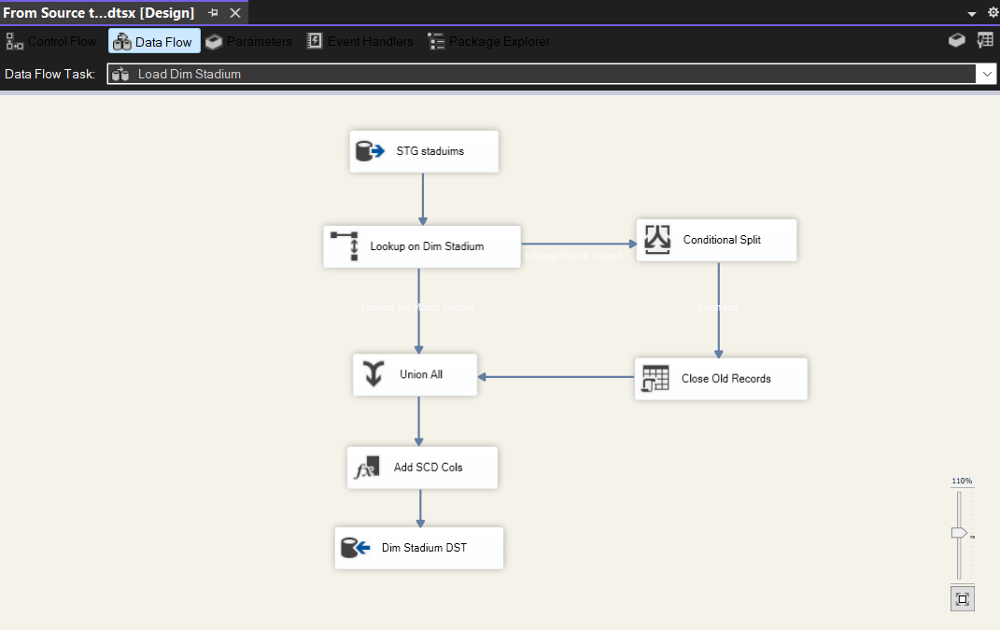 From Source t...dtsx [Design]
Control Flow
Data Flow
Parameters
Event Handlers
Package Explorer
Data Flow Task:
Load Dim Stadium
STG staduims
Lookup on Dim Stadium
Conditional Split
Lookup Match Output
Lookup No Match Output
Changed
Union All
Close Old Records
Add SCD Cols
110%
Dim Stadium DST